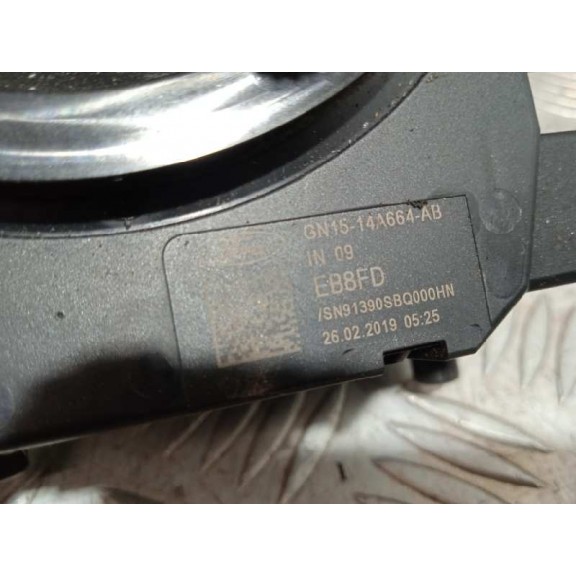 GN15-14A664-AB
IN 09
EB8FD
/SN91390SBQ000HN
26.02.2019 05:25